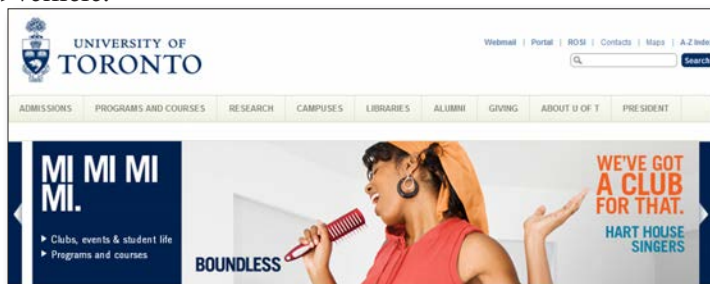 UNIVERSITY OF
TORONTO
Webmail | Portal | ROSI | Contacts | Maps | A-Z Index
Search
ADMISSIONS PROGRAMS AND COURSES RESEARCH CAMPUSES LIBRARIES ALUMNI GIVING ABOUT U OF T PRESIDENT
MI MI MI
MI.
Clubs, events & student life
Programs and courses
BOUNDLESS
WE'VE GOT
A CLUB
FOR THAT.
HART HOUSE
SINGERS